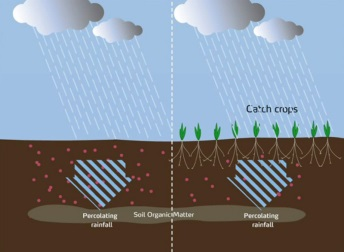 Catch crops
Soil Organic Matter
Percolating
rainfall
Percolating
rainfall